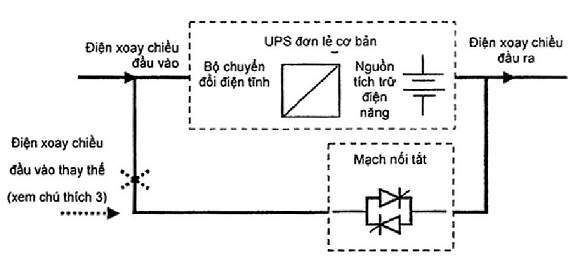 UPS đơn lẻ cơ bản
Điện xoay chiều
đầu vào
Bộ chuyển
đổi điện tĩnh
Nguồn
tích trữ
điện
năng
Điện xoay chiều
đầu ra
Điện xoay chiều
đầu vào thay thế
(xem chú thích 3)
Mạch nối tắt